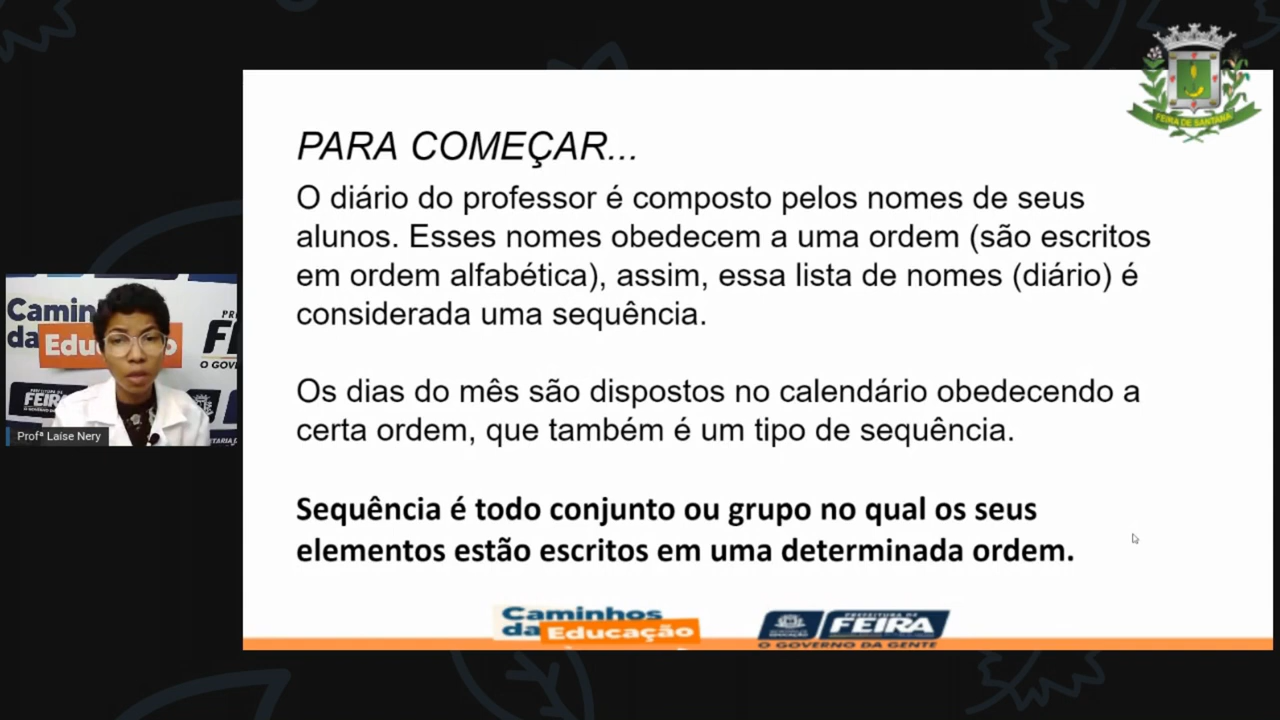 FEIRA DE SANTANA
PARA COMEÇAR...
O diário do professor é composto pelos nomes de seus
alunos. Esses nomes obedecem a uma ordem (são escritos
em ordem alfabética), assim, essa lista de nomes (diário) é
considerada uma sequência.
Os dias do mês são dispostos no calendário obedecendo a
certa ordem, que também é um tipo de sequência.
Sequência é todo conjunto ou grupo no qual os seus
elementos estão escritos em uma determinada ordem.
Profª Laíse Nery
Caminhos
da Educação
PREFEITURA DE
FEIRA
O GOVERNO DA GENTE